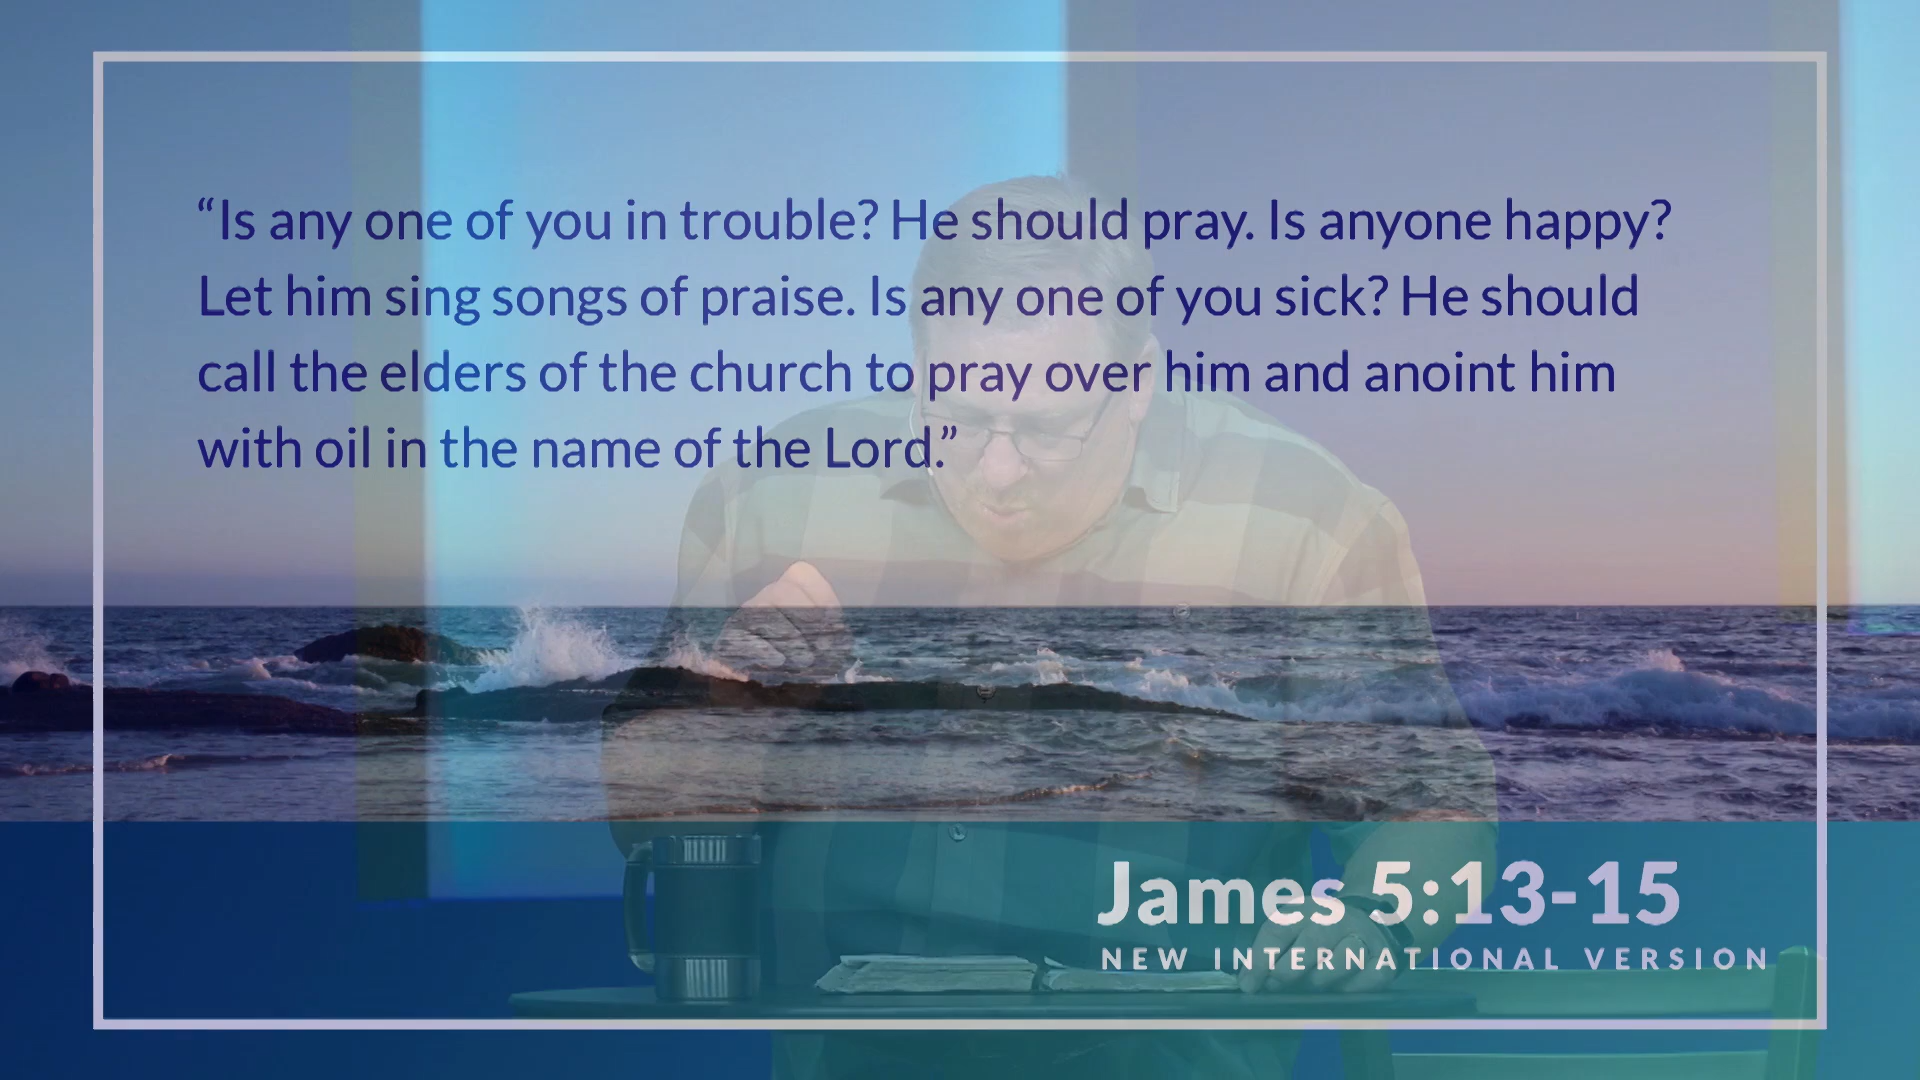 “Is any one of you in trouble? He should pray. Is anyone happy?
Let him sing songs of praise. Is any one of you sick? He should
call the elders of the church to pray over him and anoint him
with oil in the name of the Lord.”
James 5:13-15
NEW INTERNATIONAL VERSION